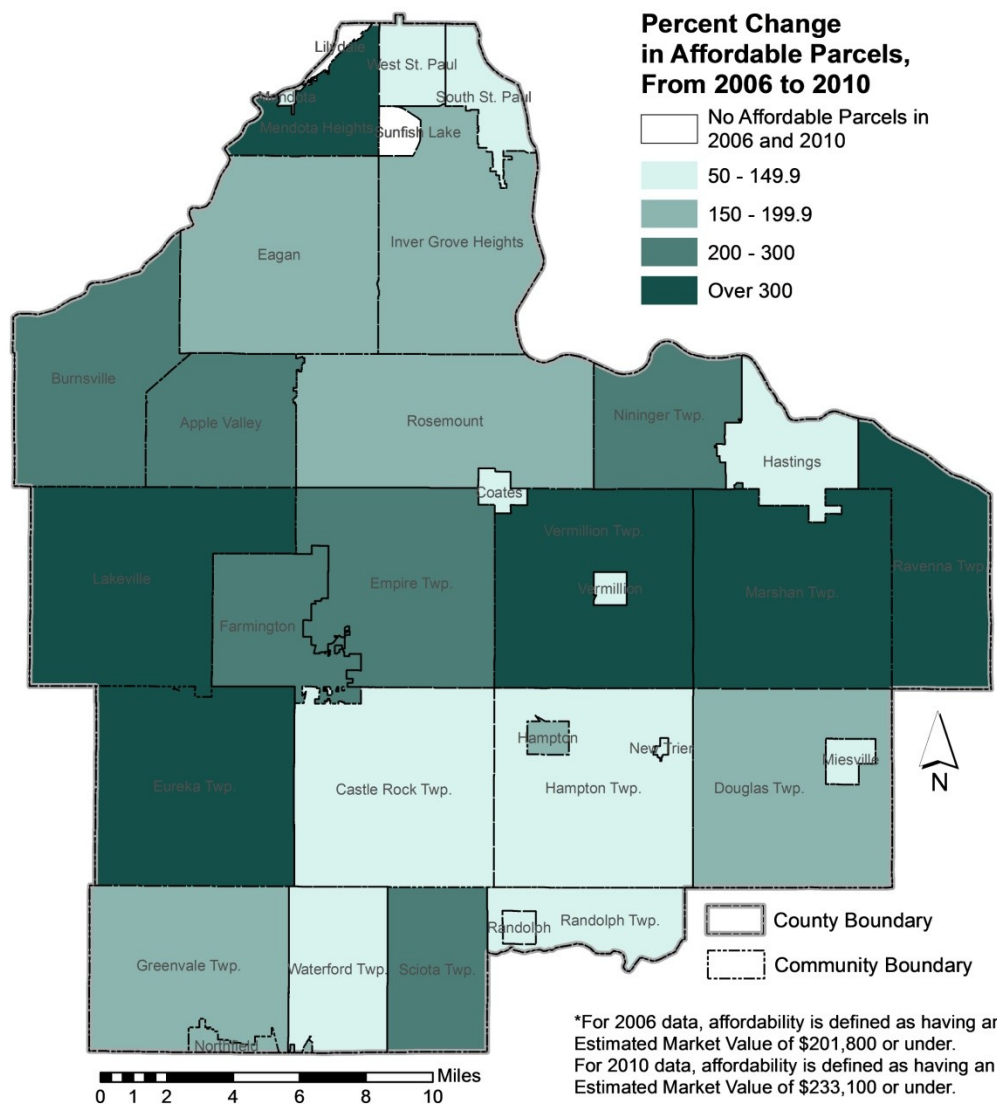 Percent Change
in Affordable Parcels,
From 2006 to 2010
No Affordable Parcels in
2006 and 2010
50 - 149.9
150 - 199.9
200 - 300
Over 300
Lilydale
West St. Paul
Mendota
South St. Paul
Mendota Heights
Sunfish Lake
Eagan
Inver Grove Heights
Burnsville
Apple Valley
Rosemount
Nininger Twp.
Hastings
Coates
Lakeville
Empire Twp.
Vermillion Twp.
Vermillion
Marshan Twp.
Ravenna Twp.
Farmington
Eureka Twp.
Castle Rock Twp.
Hampton
New Trier
Hampton Twp.
Douglas Twp.
Miesville
N
Greenvale Twp.
Waterford Twp.
Sciota Twp.
Randolph
Randolph Twp.
Northfield
County Boundary
Community Boundary
Miles
0 1 2 4 6 8 10
*For 2006 data, affordability is defined as having an
Estimated Market Value of $201,800 or under.
For 2010 data, affordability is defined as having an
Estimated Market Value of $233,100 or under.